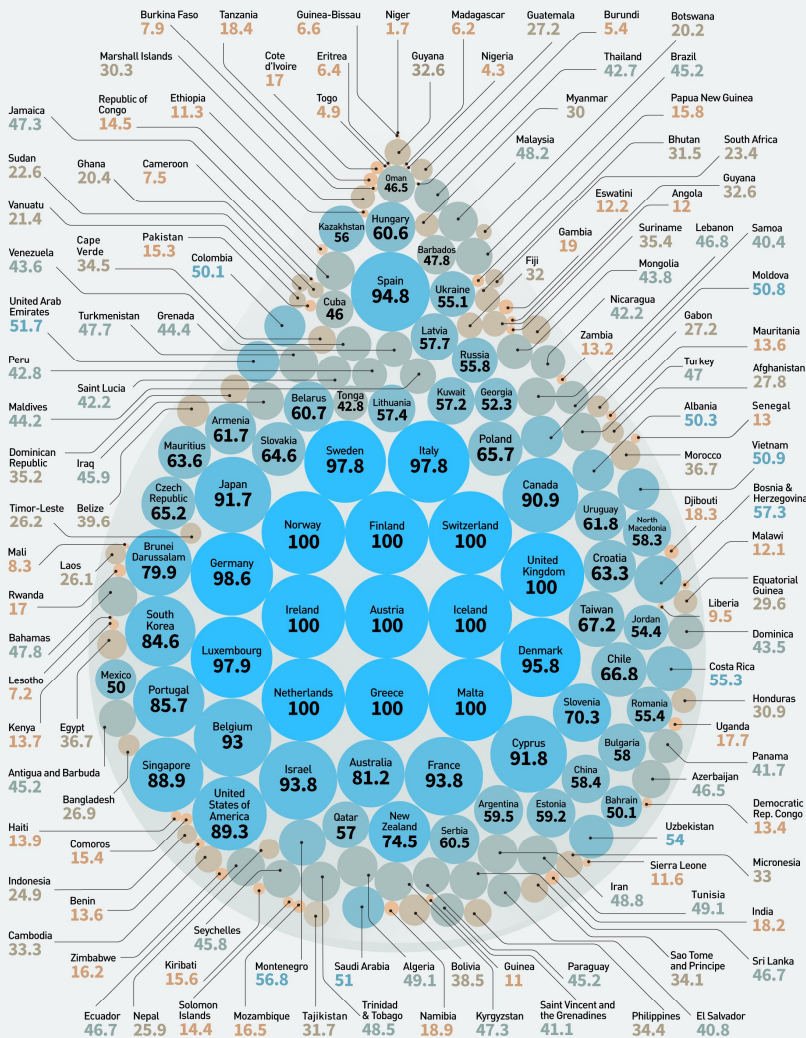 Burkina Faso
7.9
Tanzania
18.4
Guinea-Bissau
6.6
Niger
1.7
Madagascar
6.2
Guatemala
27.2
Burundi
5.4
Botswana
20.2
Marshall Islands
30.3
Cote
d'Ivoire
17
Eritrea
6.4
Guyana
32.6
Nigeria
4.3
Thailand
42.7
Brazil
45.2
Jamaica
47.3
Republic of
Congo
14.5
Ethiopia
11.3
Togo
4.9
Myanmar
30
Papua New Guinea
15.8
Malaysia
48.2
Bhutan
31.5
South Africa
23.4
Sudan
22.6
Ghana
20.4
Cameroon
7.5
Oman
46.5
Eswatini
12.2
Angola
12
Guyana
32.6
Vanuatu
21.4
Kazakhstan
56
Hungary
60.6
Gambia
19
Suriname
35.4
Lebanon
46.8
Samoa
40.4
Venezuela
43.6
Cape
Verde
34.5
Pakistan
15.3
Colombia
50.1
Barbados
47.8
Fiji
32
Mongolia
43.8
Moldova
50.8
United Arab
Emirates
51.7
Turkmenistan
47.7
Grenada
44.4
Cuba
46
Spain
94.8
Ukraine
55.1
Nicaragua
42.2
Gabon
27.2
Mauritania
13.6
Latvia
57.7
Zambia
13.2
Peru
42.8
Russia
55.8
Turkey
47
Afghanistan
27.8
Saint Lucia
42.2
Belarus
60.7
Tonga
42.8
Lithuania
57.4
Kuwait
57.2
Georgia
52.3
Albania
50.3
Senegal
13
Maldives
44.2
Armenia
61.7
Slovakia
64.6
Poland
65.7
Morocco
36.7
Vietnam
50.9
Dominican
Republic
35.2
Iraq
45.9
Mauritius
63.6
Sweden
97.8
Italy
97.8
Bosnia &
Herzegovina
57.3
Timor-Leste
26.2
Belize
39.6
Czech
Republic
65.2
Japan
91.7
Canada
90.9
Djibouti
18.3
Uruguay
61.8
North
Macedonia
58.3
Malawi
12.1
Mali
8.3
Laos
26.1
Brunei
Darussalam
79.9
Norway
100
Finland
100
Switzerland
100
Germany
98.6
United
Kingdom
100
Croatia
63.3
Equatorial
Guinea
29.6
Rwanda
17
Liberia
9.5
Bahamas
47.8
South
Korea
84.6
Ireland
100
Austria
100
Iceland
100
Taiwan
67.2
Jordan
54.4
Dominica
43.5
Lesotho
7.2
Luxembourg
97.9
Denmark
95.8
Chile
66.8
Costa Rica
55.3
Mexico
50
Kenya
13.7
Egypt
36.7
Portugal
85.7
Netherlands
100
Greece
100
Malta
100
Slovenia
70.3
Romania
55.4
Honduras
30.9
Uganda
17.7
Belgium
93
Bulgaria
58
Antigua and Barbuda
45.2
Singapore
88.9
Israel
93.8
Australia
81.2
France
93.8
Cyprus
91.8
China
58.4
Panama
41.7
Azerbaijan
46.5
Bangladesh
26.9
United
States of
America
89.3
Argentina
59.5
Estonia
59.2
Bahrain
50.1
Democratic
Rep. Congo
13.4
Haiti
13.9
Comoros
15.4
Qatar
57
New
Zealand
74.5
Serbia
60.5
Uzbekistan
54
Micronesia
33
Sierra Leone
11.6
Indonesia
24.9
Benin
13.6
Iran
48.8
Tunisia
49.1
India
18.2
Cambodia
33.3
Seychelles
45.8
Zimbabwe
16.2
Kiribati
15.6
Montenegro
56.8
Saudi Arabia
51
Algeria
49.1
Bolivia
38.5
Guinea
11
Paraguay
45.2
Sao Tome
and Principe
34.1
Sri Lanka
46.7
Ecuador
46.7
Nepal
25.9
Solomon
Islands
14.4
Mozambique
16.5
Tajikistan
31.7
Trinidad
& Tobago
48.5
Namibia
18.9
Kyrgyzstan
47.3
Saint Vincent and
the Grenadines
41.1
Philippines
34.4
El Salvador
40.8